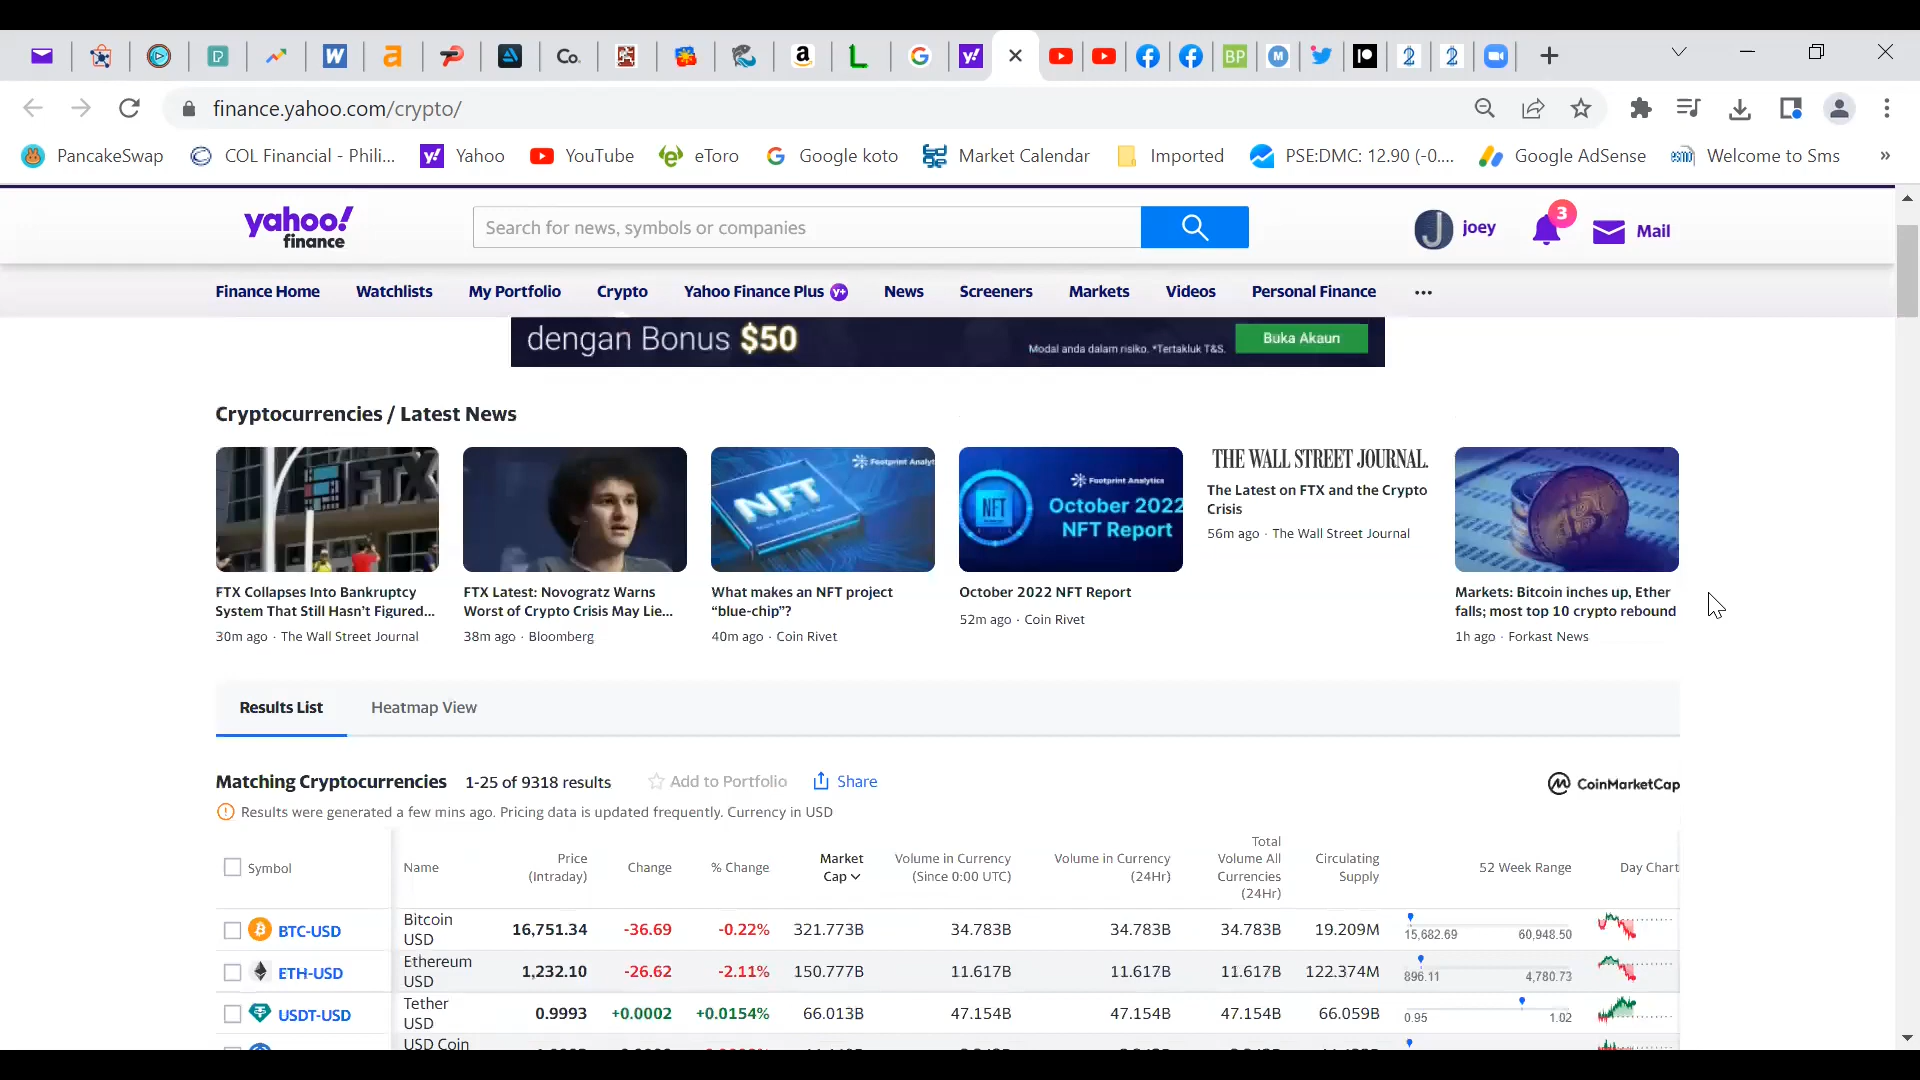 finance.yahoo.com/crypto/
PancakeSwap COL Financial - Phili... Yahoo YouTube eToro Google koto Market Calendar Imported PSE:DMC: 12.90 (-0.... Google AdSense Welcome to Sms »
yahoo!
finance
Search for news, symbols or companies
joey
3
Mail
Finance Home Watchlists My Portfolio Crypto Yahoo Finance Plus y+ News Screeners Markets Videos Personal Finance ...
dengan Bonus $50
Modal anda dalam risiko. *Tertakluk T&S.
Buka Akaun
Cryptocurrencies / Latest News
FTX
FTX Collapses Into Bankruptcy
System That Still Hasn't Figured...
30m ago · The Wall Street Journal
FTX Latest: Novogratz Warns
Worst of Crypto Crisis May Lie...
38m ago · Bloomberg
Footprint Analyt
NFT
What makes an NFT project
“blue-chip”?
40m ago · Coin Rivet
Footprint Analytics
NFT
October 2022
NFT Report
October 2022 NFT Report
52m ago · Coin Rivet
THE WALL STREET JOURNAL.
The Latest on FTX and the Crypto
Crisis
56m ago · The Wall Street Journal
Markets: Bitcoin inches up, Ether
falls; most top 10 crypto rebound
1h ago · Forkast News
Results List Heatmap View
Matching Cryptocurrencies 1-25 of 9318 results Add to Portfolio Share
CoinMarketCap
Results were generated a few mins ago. Pricing data is updated frequently. Currency in USD
Symbol
Name
Price
(Intraday)
Change
% Change
Market
Cap
Volume in Currency
(Since 0:00 UTC)
Volume in Currency
(24Hr)
Total
Volume All
Currencies
(24Hr)
Circulating
Supply
52 Week Range
Day Chart
BTC-USD
Bitcoin
USD
16,751.34 -36.69 -0.22% 321.773B 34.783B 34.783B 34.783B 19.209M
15,682.69 60,948.50
ETH-USD
Ethereum
USD
1,232.10 -26.62 -2.11% 150.777B 11.617B 11.617B 11.617B 122.374M
896.11 4,780.73
USDT-USD
Tether
USD
0.9993 +0.0002 +0.0154% 66.013B 47.154B 47.154B 47.154B 66.059B
0.95 1.02
USD Coin